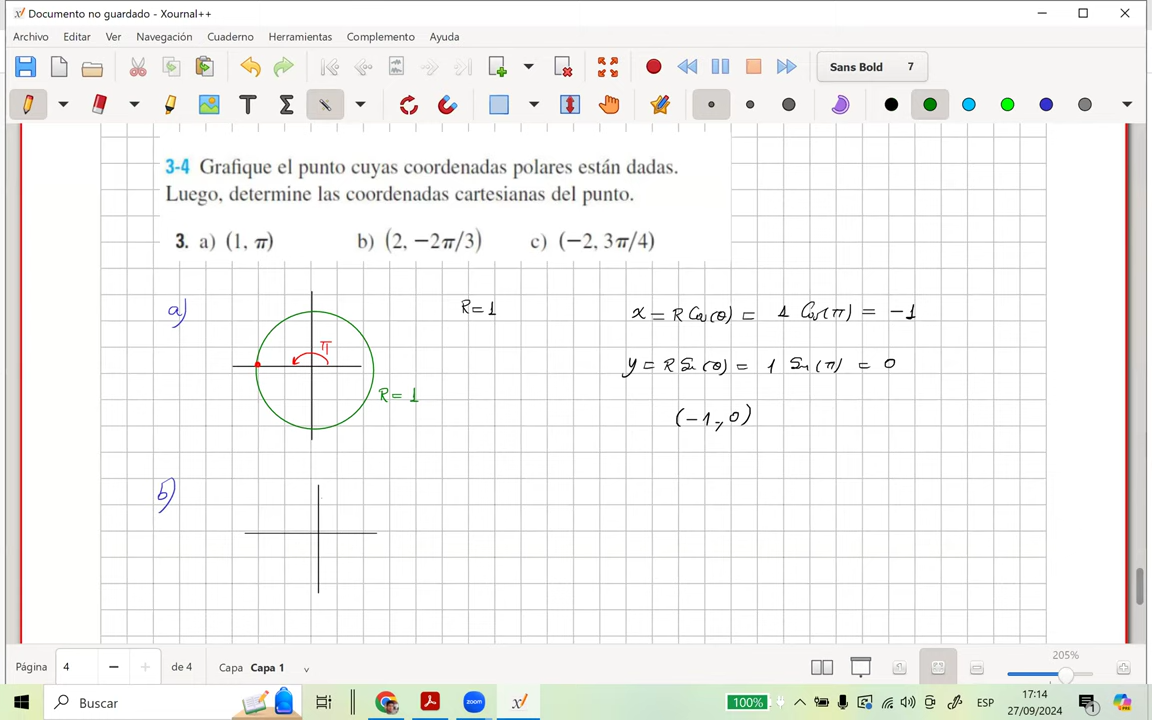 Documento no guardado - Xournal++
Archivo Editar Ver Navegación Cuaderno Herramientas Complemento Ayuda
Sans Bold 7
3-4 Grafique el punto cuyas coordenadas polares están dadas.
Luego, determine las coordenadas cartesianas del punto.
3. a) (1, π) b) (2, −2π/3) c) (−2, 3π/4)
a) R=1 x = R Cos(θ) = 1 Cos(π) = -1
π
y = R Sen(θ) = 1 Sen(π) = 0
R= 1
(-1, 0)
b)
Página 4 de 4 Capa Capa 1 205%
Buscar 100% ESP 17:14
27/09/2024 1